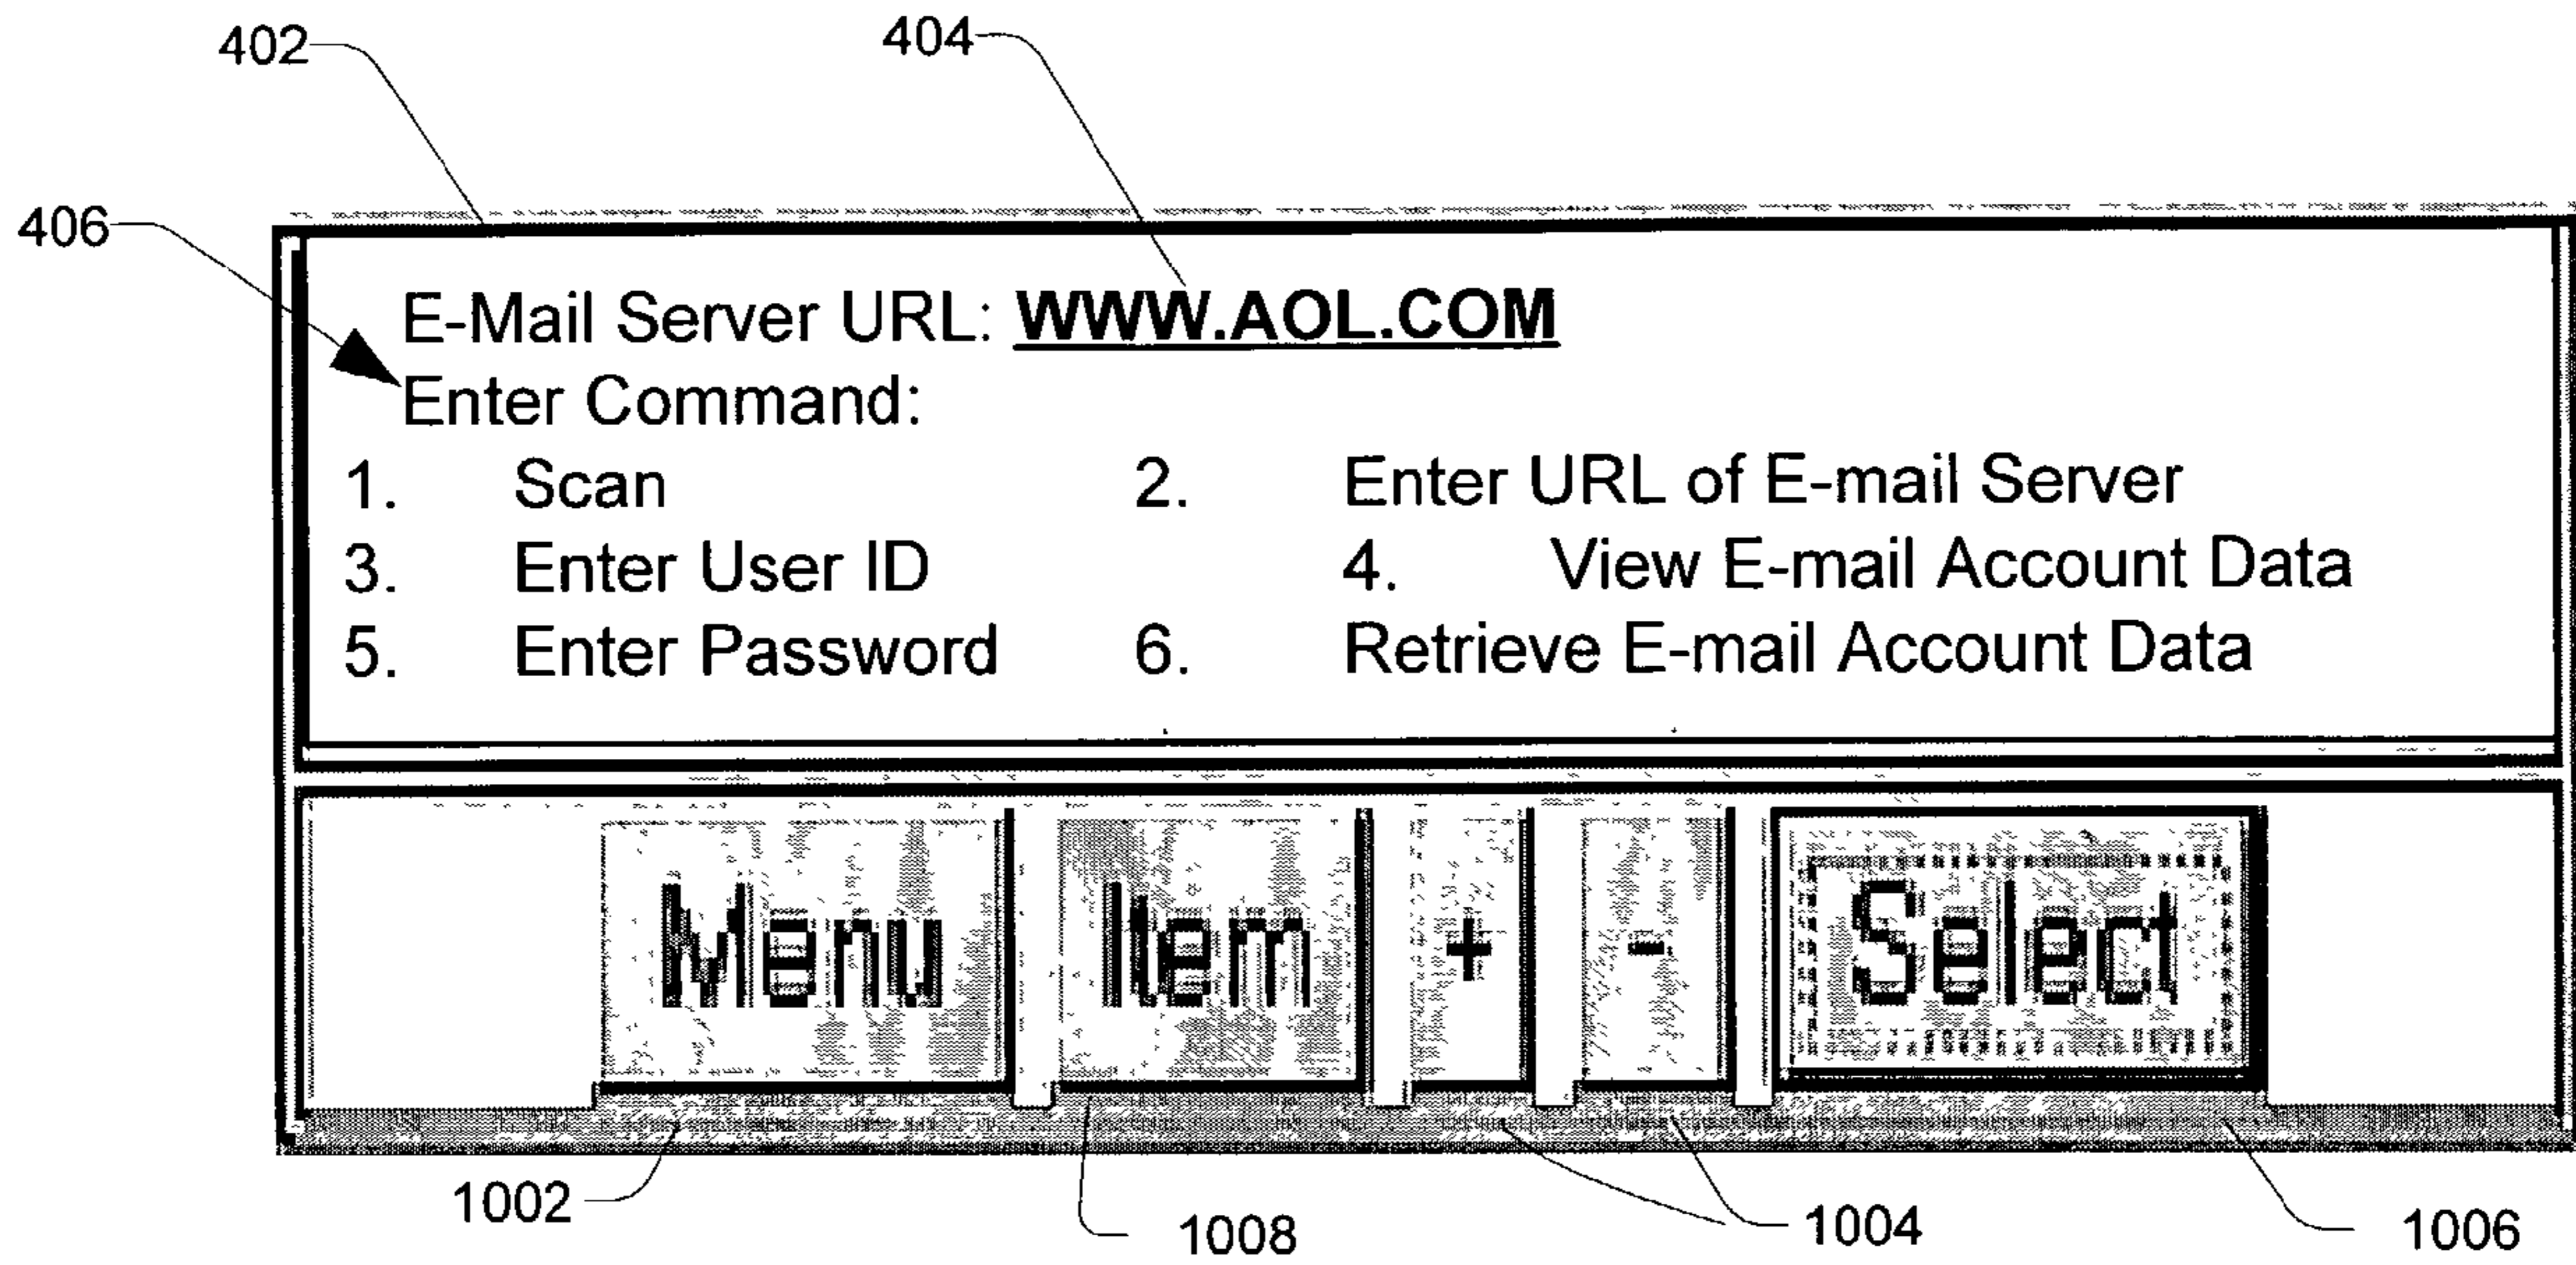 402
404
406
E-Mail Server URL: WWW.AOL.COM
Enter Command:
1. Scan 2. Enter URL of E-mail Server
3. Enter User ID 4. View E-mail Account Data
5. Enter Password 6. Retrieve E-mail Account Data
Menu Item + - Select
1002 1008 1004 1006